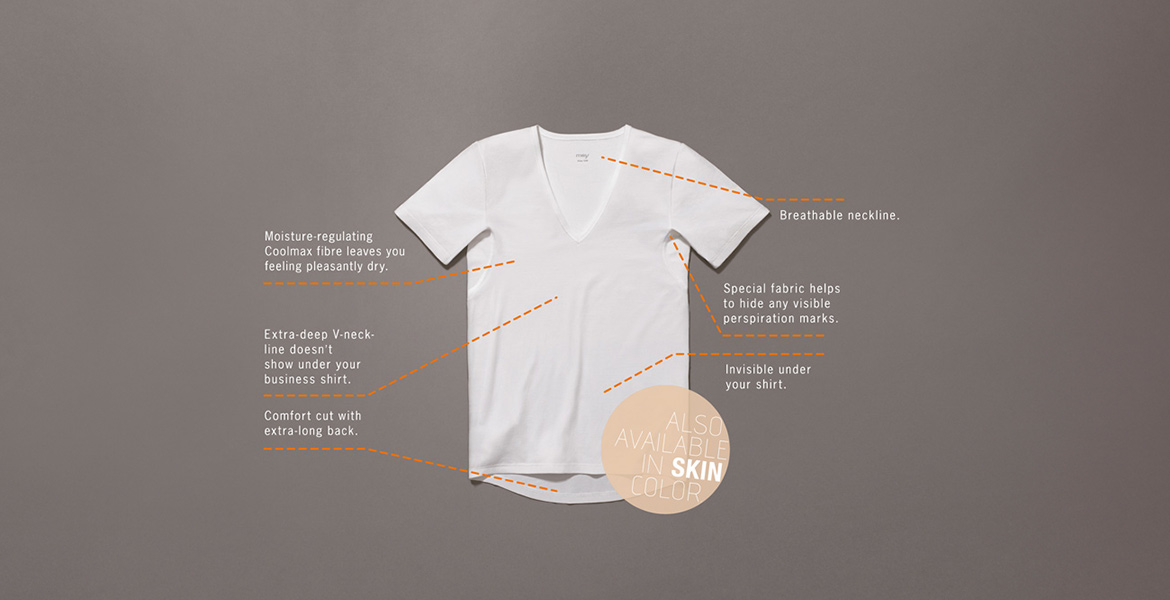 Breathable neckline.
Moisture-regulating
Coolmax fibre leaves you
feeling pleasantly dry.
Special fabric helps
to hide any visible
perspiration marks.
Extra-deep V-neck-
line doesn't
show under your
business shirt.
Invisible under
your shirt.
Comfort cut with
extra-long back.
ALSO
AVAILABLE
IN SKIN
COLOR